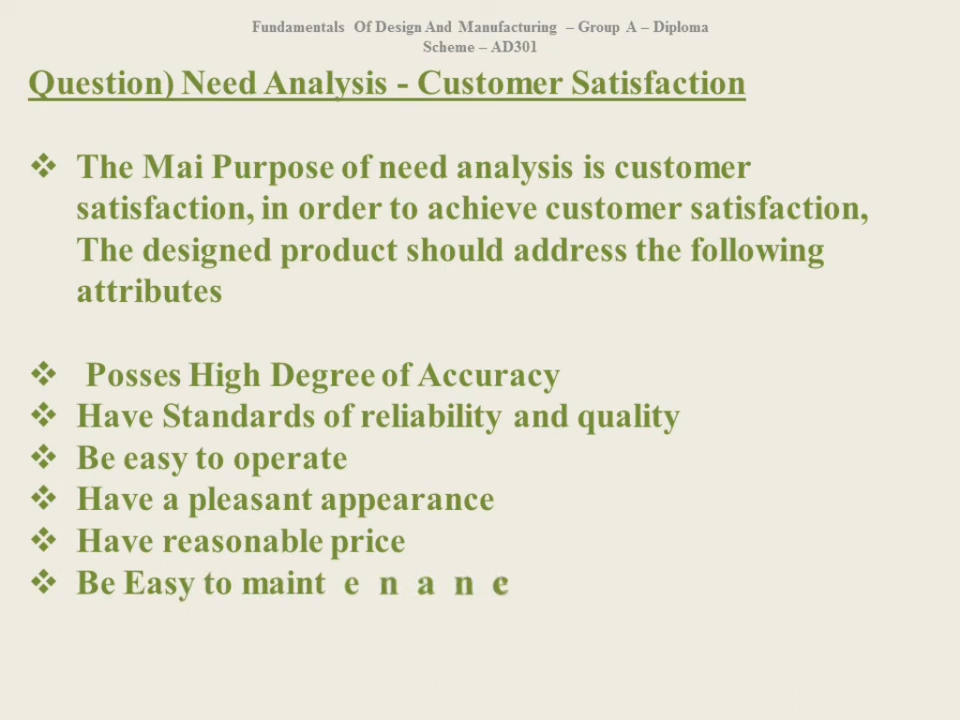 Fundamentals Of Design And Manufacturing – Group A – Diploma
Scheme – AD301
Question) Need Analysis - Customer Satisfaction
❖ The Mai Purpose of need analysis is customer
satisfaction, in order to achieve customer satisfaction,
The designed product should address the following
attributes
❖ Posses High Degree of Accuracy
❖ Have Standards of reliability and quality
❖ Be easy to operate
❖ Have a pleasant appearance
❖ Have reasonable price
❖ Be Easy to maint e n a n c